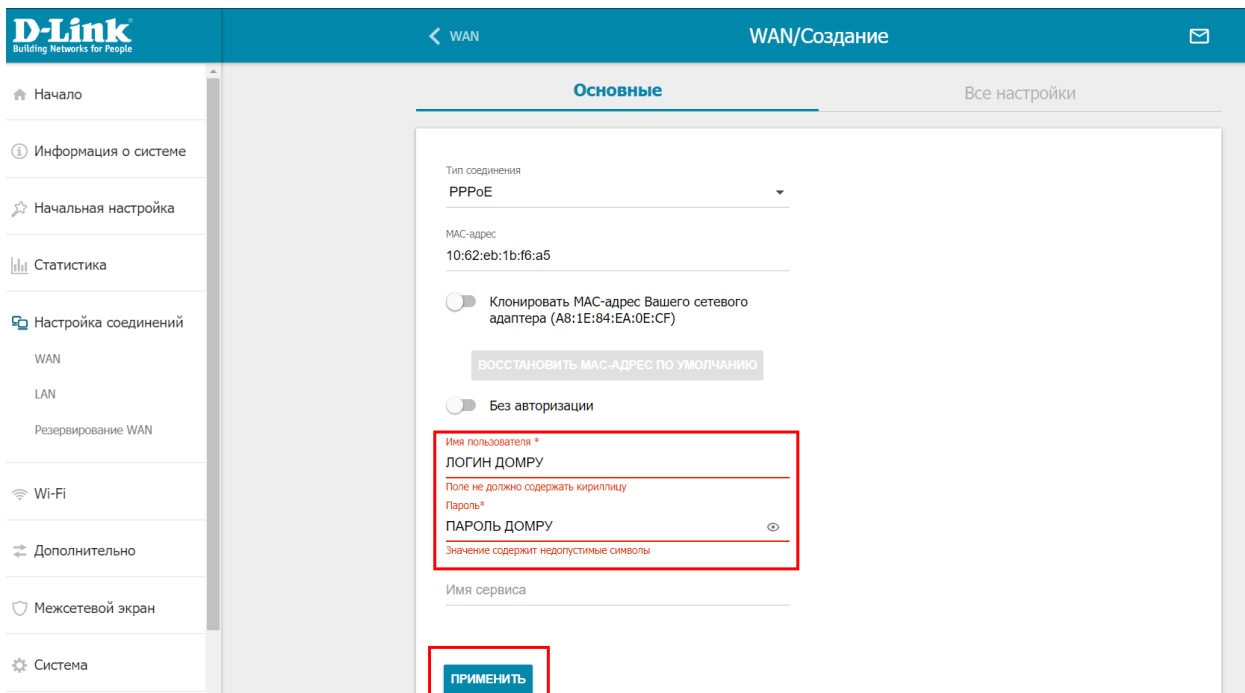 D-Link
Building Networks for People
WAN
WAN/Создание
Начало
Информация о системе
Начальная настройка
Статистика
Настройка соединений
WAN
LAN
Резервирование WAN
Wi-Fi
Дополнительно
Межсетевой экран
Система
Основные
Все настройки
Тип соединения
PPPoE
MAC-адрес
10:62:eb:1b:f6:a5
Клонировать MAC-адрес Вашего сетевого
адаптера (A8:1E:84:EA:0E:CF)
ВОССТАНОВИТЬ MAC-АДРЕС ПО УМОЛЧАНИЮ
Без авторизации
Имя пользователя *
ЛОГИН ДОМРУ
Поле не должно содержать кириллицу
Пароль*
ПАРОЛЬ ДОМРУ
Значение содержит недопустимые символы
Имя сервиса
ПРИМЕНИТЬ